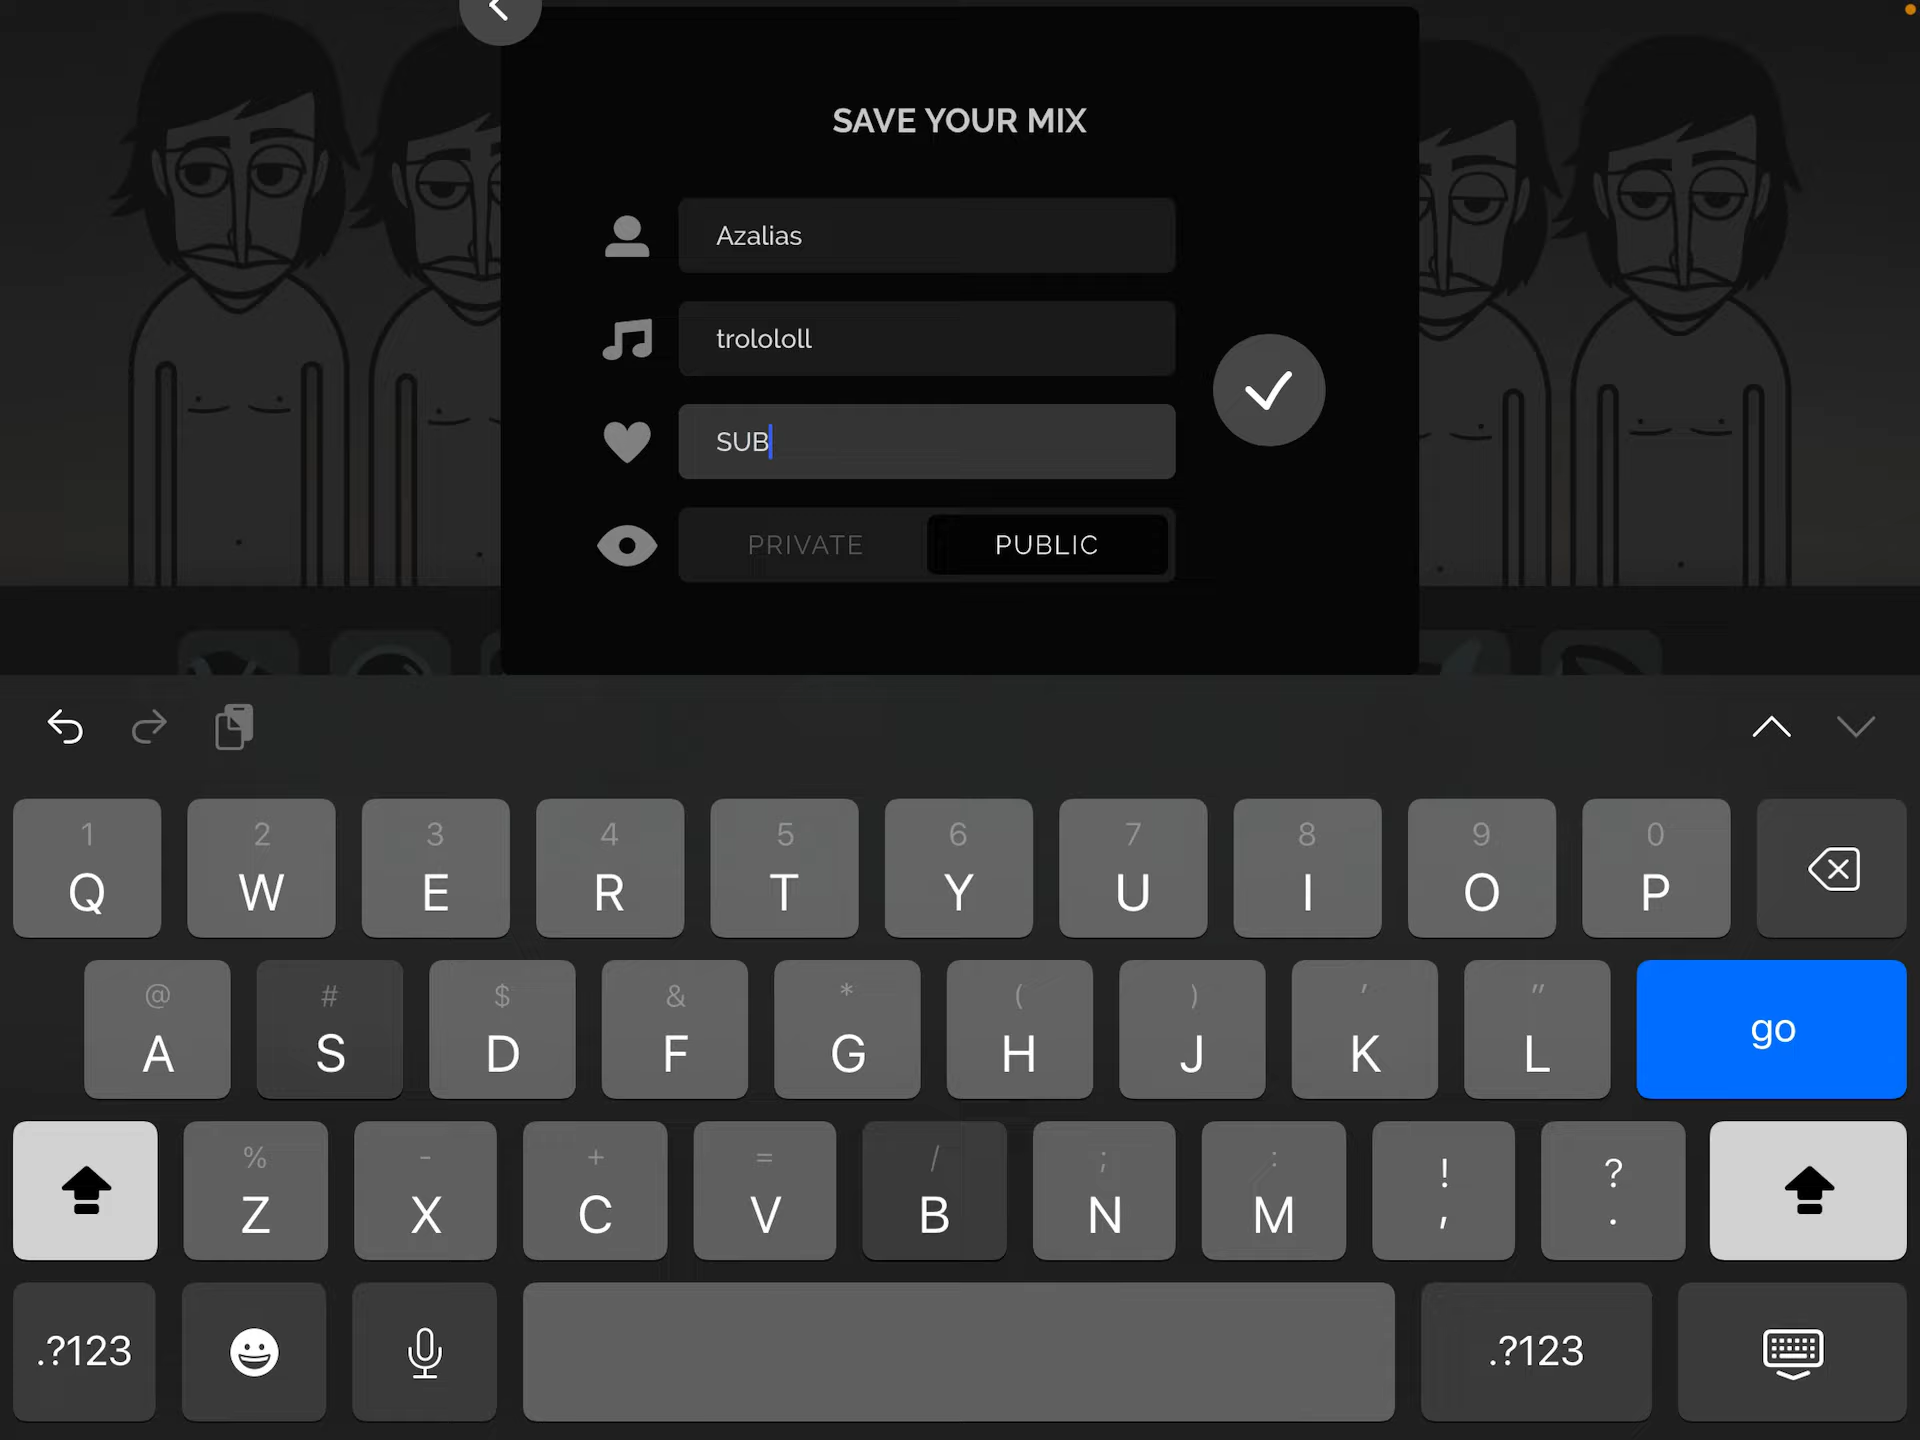 SAVE YOUR MIX
Azalias
trolololl
SUB
PRIVATE PUBLIC
1 2 3 4 5 6 7 8 9 0
Q W E R T Y U I O P
@ # $ & * ( ) ' "
A S D F G H J K L go
% - + = / ; : ! ?
Z X C V B N M , .
.?123 .?123